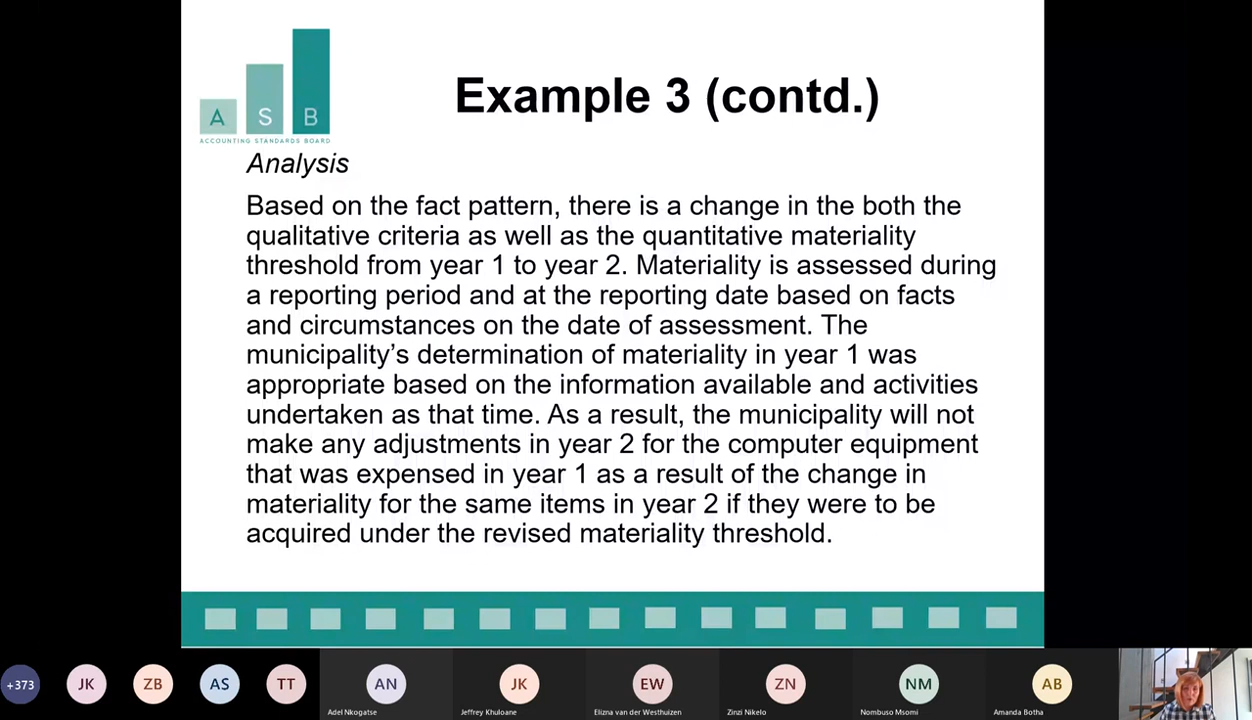 A S B
ACCOUNTING STANDARDS BOARD
Example 3 (contd.)
Analysis
Based on the fact pattern, there is a change in the both the
qualitative criteria as well as the quantitative materiality
threshold from year 1 to year 2. Materiality is assessed during
a reporting period and at the reporting date based on facts
and circumstances on the date of assessment. The
municipality’s determination of materiality in year 1 was
appropriate based on the information available and activities
undertaken as that time. As a result, the municipality will not
make any adjustments in year 2 for the computer equipment
that was expensed in year 1 as a result of the change in
materiality for the same items in year 2 if they were to be
acquired under the revised materiality threshold.
+373 JK ZB AS TT AN JK EW ZN NM AB
Adel Nkogatse Jeffrey Khuloane Elizna van der Westhuizen Zinzi Nikelo Nombuso Msomi Amanda Botha